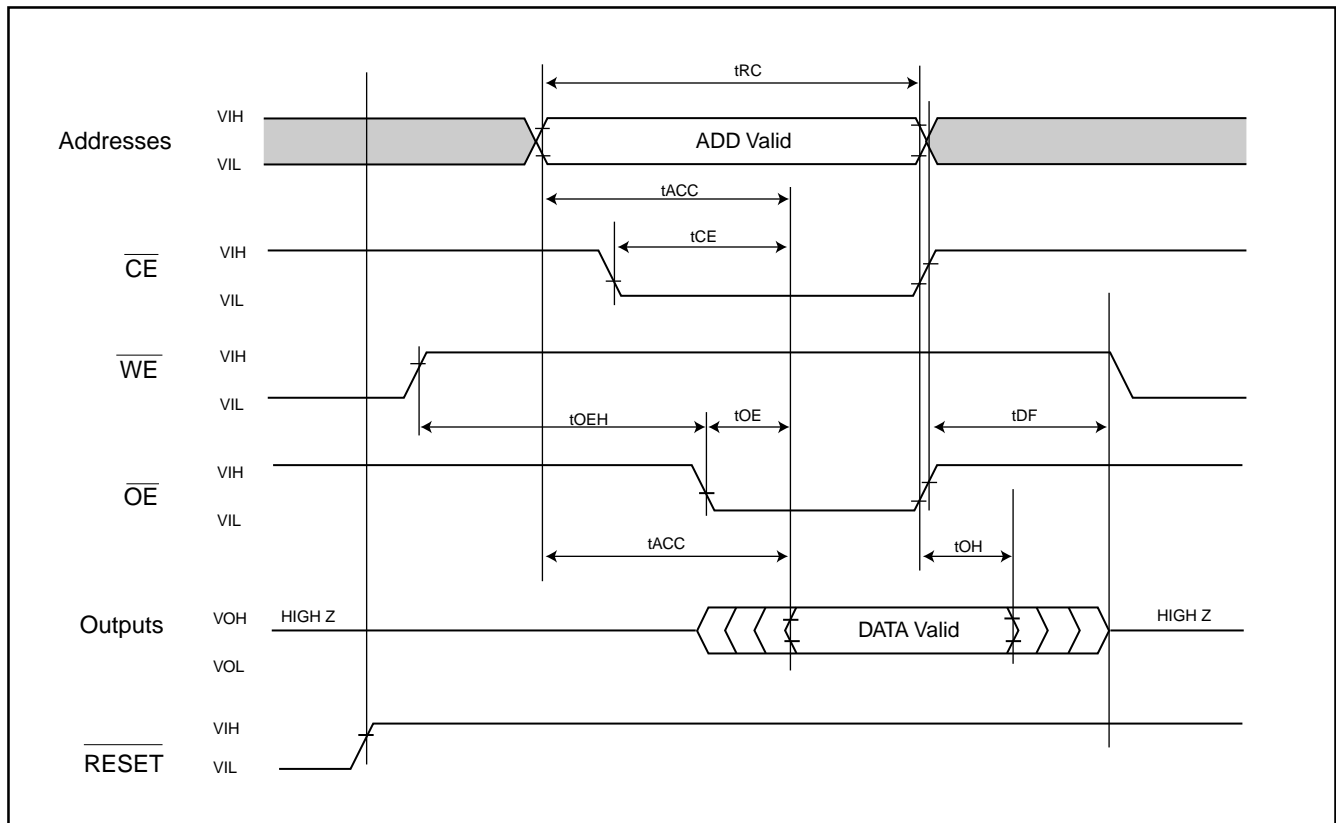 tRC
VIH
Addresses
ADD Valid
VIL
tACC
tCE
VIH
CE
VIL
VIH
WE
VIL
tOEH
tOE
tDF
VIH
OE
VIL
tACC
tOH
HIGH Z
VOH
Outputs
DATA Valid
HIGH Z
VOL
VIH
RESET
VIL